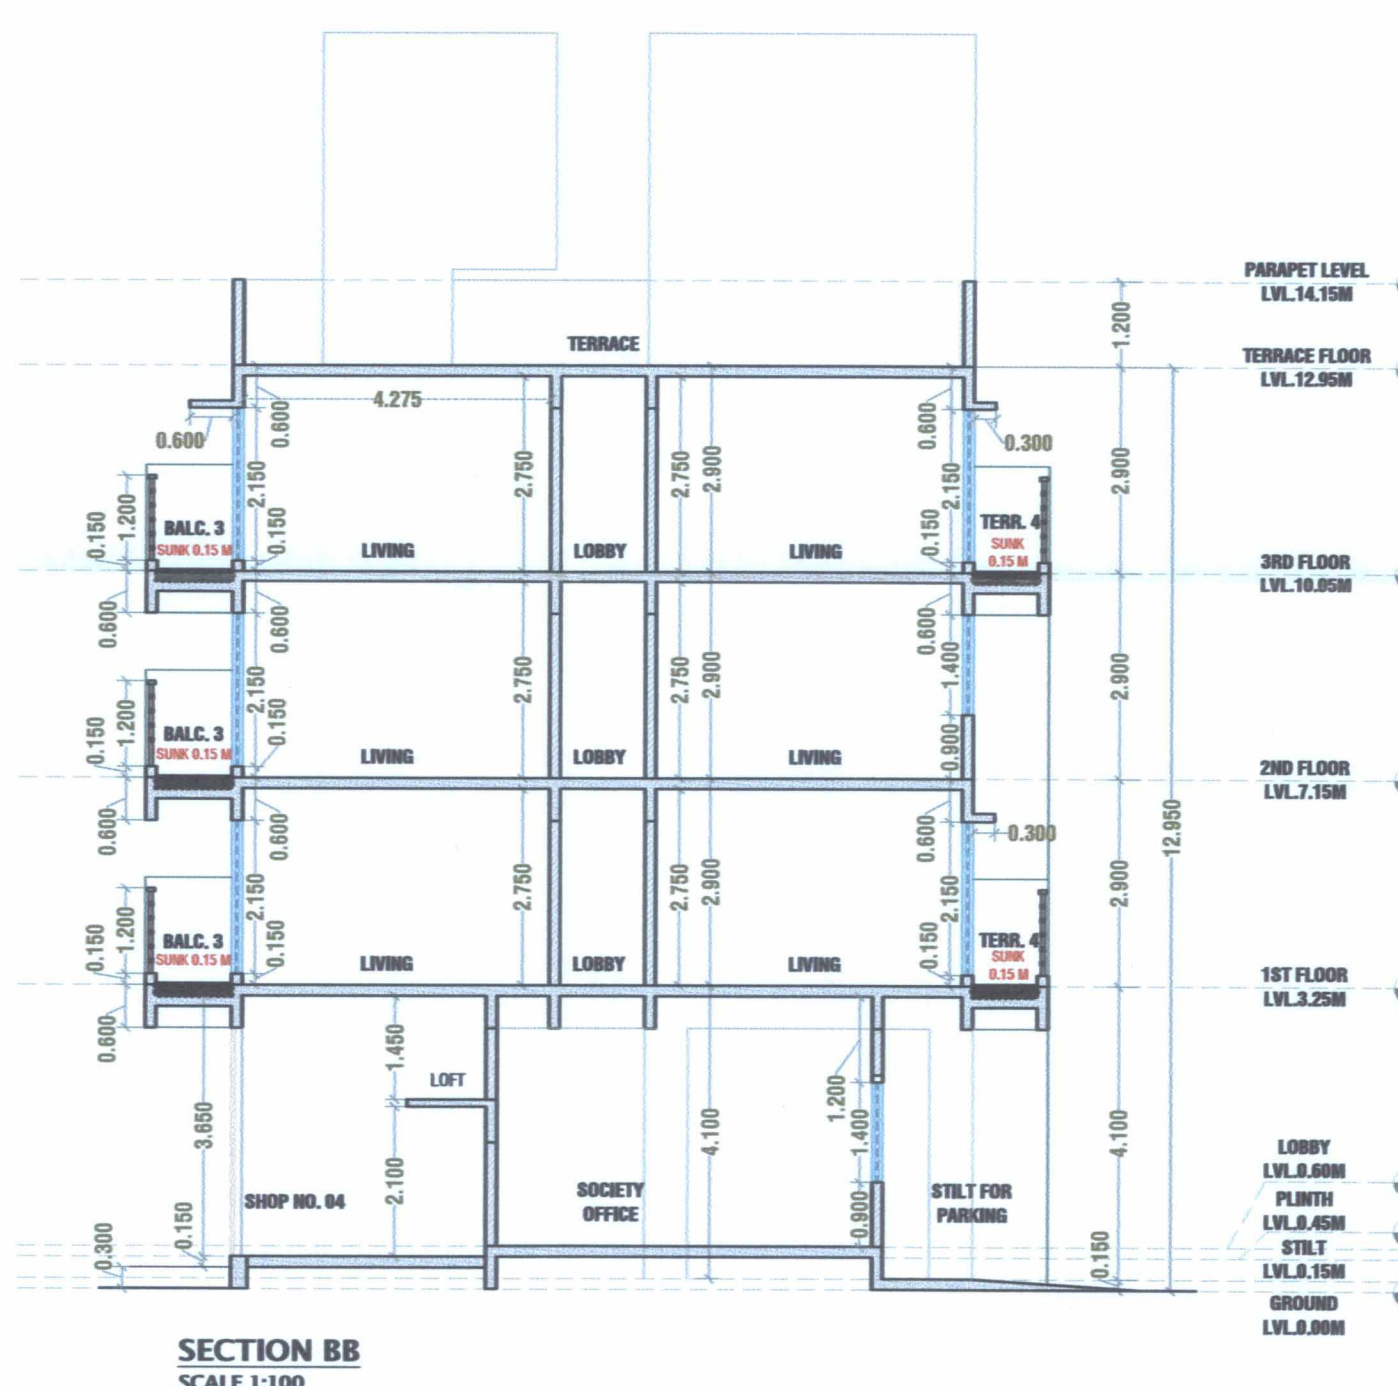 PARAPET LEVEL
LVL.14.15M
1.200
TERRACE
TERRACE FLOOR
LVL.12.95M
4.275
0.600
0.600
0.600
0.300
2.150
2.750
2.750
2.900
2.150
2.900
0.150
1.200
BALC. 3
SUNK 0.15 M
0.150
LIVING
LOBBY
LIVING
0.150
TERR. 4
SUNK
0.15 M
3RD FLOOR
LVL.10.05M
0.600
0.600
0.600
2.150
2.750
2.750
2.900
1.400
2.900
0.150
1.200
BALC. 3
SUNK 0.15 M
0.150
LIVING
LOBBY
LIVING
0.900
2ND FLOOR
LVL.7.15M
0.600
0.600
0.600
0.300
12.950
2.150
2.750
2.750
2.900
2.150
2.900
0.150
1.200
BALC. 3
SUNK 0.15 M
0.150
LIVING
LOBBY
LIVING
0.150
TERR. 4
SUNK
0.15 M
1ST FLOOR
LVL.3.25M
0.600
1.450
LOFT
1.200
3.650
4.100
1.400
4.100
2.100
LOBBY
LVL.0.60M
SHOP NO. 04
SOCIETY
OFFICE
0.900
STILT FOR
PARKING
PLINTH
LVL.0.45M
0.300
0.150
0.150
STILT
LVL.0.15M
GROUND
LVL.0.00M
SECTION BB
SCALE 1:100